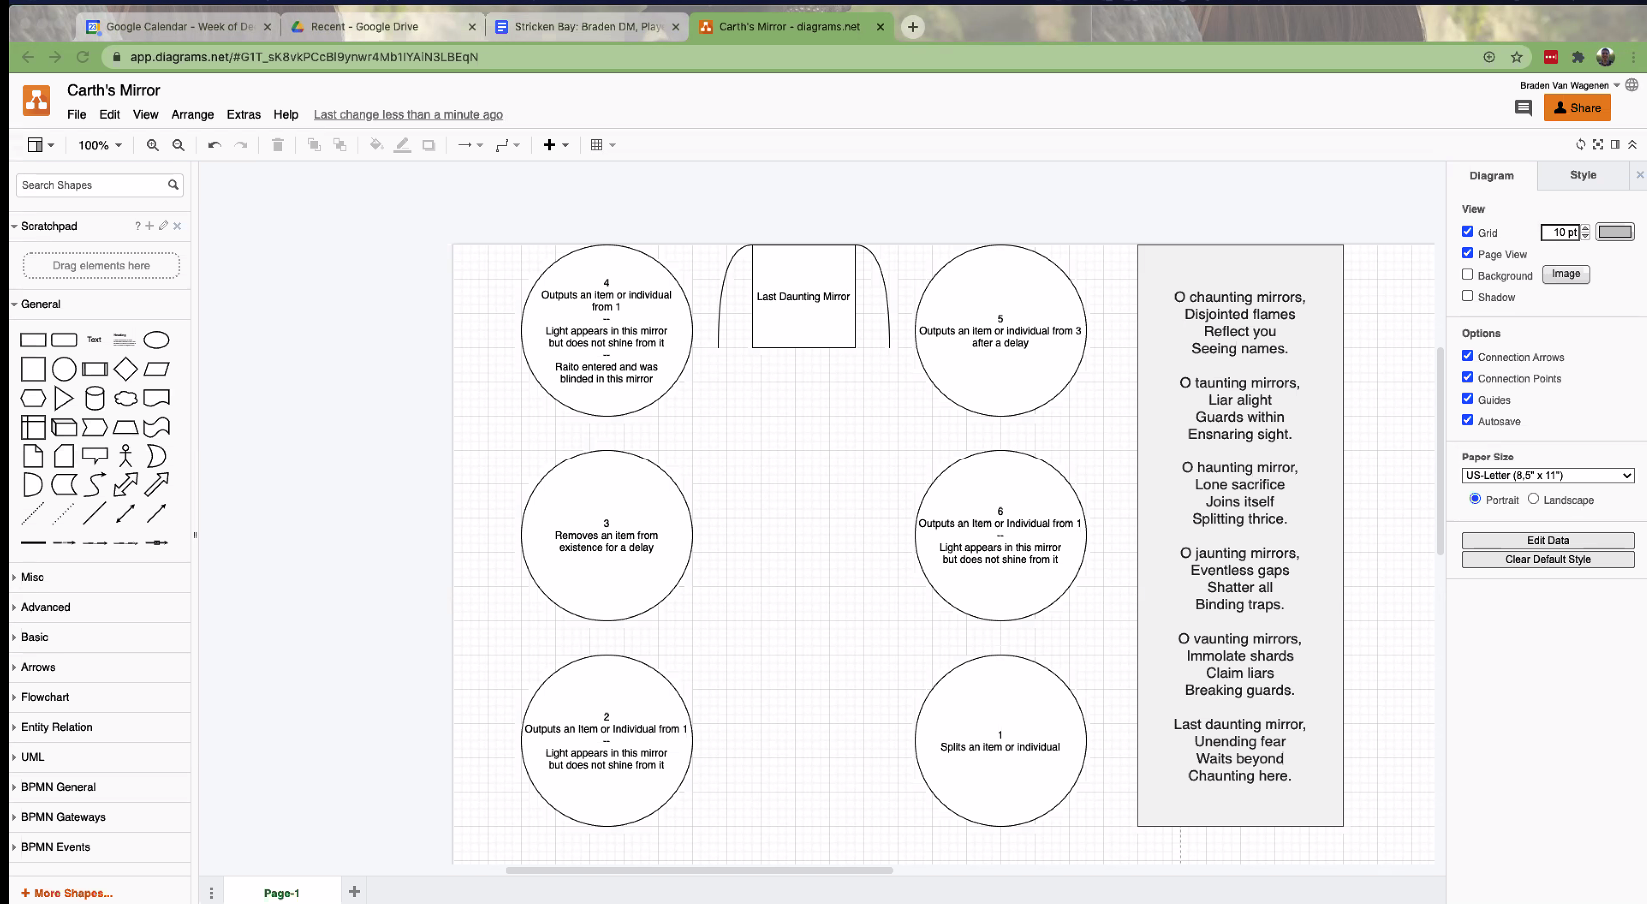 Google Calendar - Week of De
Recent - Google Drive
Stricken Bay: Braden DM, Play
Carth's Mirror - diagrams.net
app.diagrams.net/#G1T_sK8vkPCcBl9ynwr4Mb1IYAlN3LBEqN
Carth's Mirror
Braden Van Wagenen
File Edit View Arrange Extras Help Last change less than a minute ago
Share
100%
Search Shapes
Scratchpad
?
Drag elements here
General
Text
Heading
Misc
Advanced
Basic
Arrows
Flowchart
Entity Relation
UML
BPMN General
BPMN Gateways
BPMN Events
+ More Shapes...
4
Outputs an item or individual
from 1
--
Light appears in this mirror
but does not shine from it
--
Raito entered and was
blinded in this mirror
Last Daunting Mirror
5
Outputs an item or individual from 3
after a delay
3
Removes an item from
existence for a delay
6
Outputs an Item or Individual from 1
--
Light appears in this mirror
but does not shine from it
2
Outputs an Item or Individual from 1
--
Light appears in this mirror
but does not shine from it
1
Splits an item or individual
O chaunting mirrors,
Disjointed flames
Reflect you
Seeing names.
O taunting mirrors,
Liar alight
Guards within
Ensnaring sight.
O haunting mirror,
Lone sacrifice
Joins itself
Splitting thrice.
O jaunting mirrors,
Eventless gaps
Shatter all
Binding traps.
O vaunting mirrors,
Immolate shards
Claim liars
Breaking guards.
Last daunting mirror,
Unending fear
Waits beyond
Chaunting here.
Diagram Style
View
Grid 10 pt
Page View
Background Image
Shadow
Options
Connection Arrows
Connection Points
Guides
Autosave
Paper Size
US-Letter (8,5" x 11")
Portrait Landscape
Edit Data
Clear Default Style
Page-1